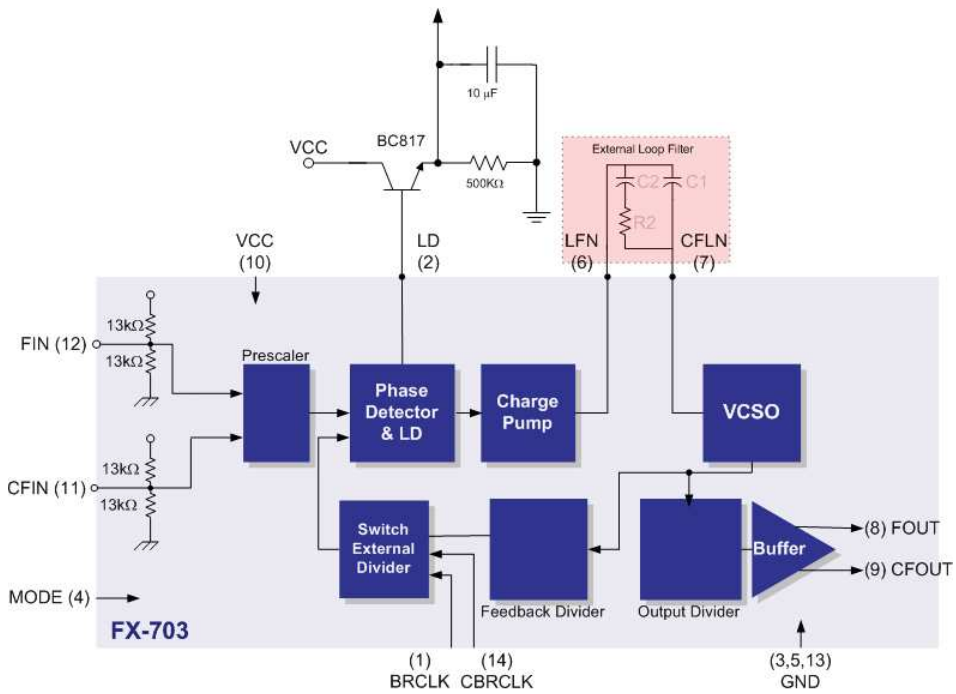 10 μF
BC817
VCC
500KΩ
External Loop Filter
C2
C1
R2
VCC
(10)
LD
(2)
LFN
(6)
CFLN
(7)
13kΩ
FIN (12)
13kΩ
Prescaler
Phase
Detector
& LD
Charge
Pump
VCSO
13kΩ
CFIN (11)
13kΩ
Switch
External
Divider
Feedback Divider
Output Divider
Buffer
(8) FOUT
(9) CFOUT
MODE (4)
FX-703
(1)
BRCLK
(14)
CBRCLK
(3,5,13)
GND